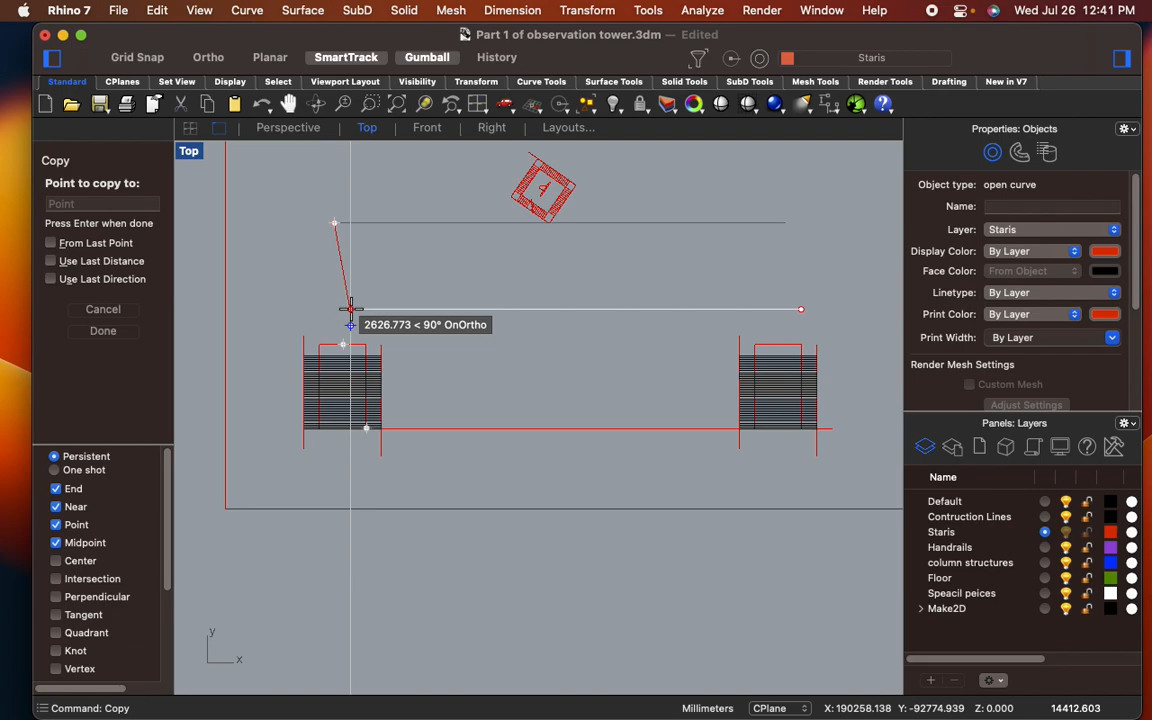 Rhino 7 File Edit View Curve Surface SubD Solid Mesh Dimension Transform Tools Analyze Render Window Help Wed Jul 26 12:41 PM
Part 1 of observation tower.3dm — Edited
Grid Snap Ortho Planar SmartTrack Gumball History Staris
Standard CPlanes Set View Display Select Viewport Layout Visibility Transform Curve Tools Surface Tools Solid Tools SubD Tools Mesh Tools Render Tools Drafting New in V7
Perspective Top Front Right Layouts...
Top
Copy
Point to copy to:
Point
Press Enter when done
From Last Point
Use Last Distance
Use Last Direction
Cancel
Done
Persistent
One shot
End
Near
Point
Midpoint
Center
Intersection
Perpendicular
Tangent
Quadrant
Knot
Vertex
2626.773 < 90° OnOrtho
y
x
Properties: Objects
Object type: open curve
Name:
Layer: Staris
Display Color: By Layer
Face Color: From Object
Linetype: By Layer
Print Color: By Layer
Print Width: By Layer
Render Mesh Settings
Custom Mesh
Adjust Settings
Panels: Layers
Name
Default
Contruction Lines
Staris
Handrails
column structures
Floor
Speacil peices
Make2D
Command: Copy Millimeters CPlane X:190258.138 Y:-92774.939 Z:0.000 14412.603